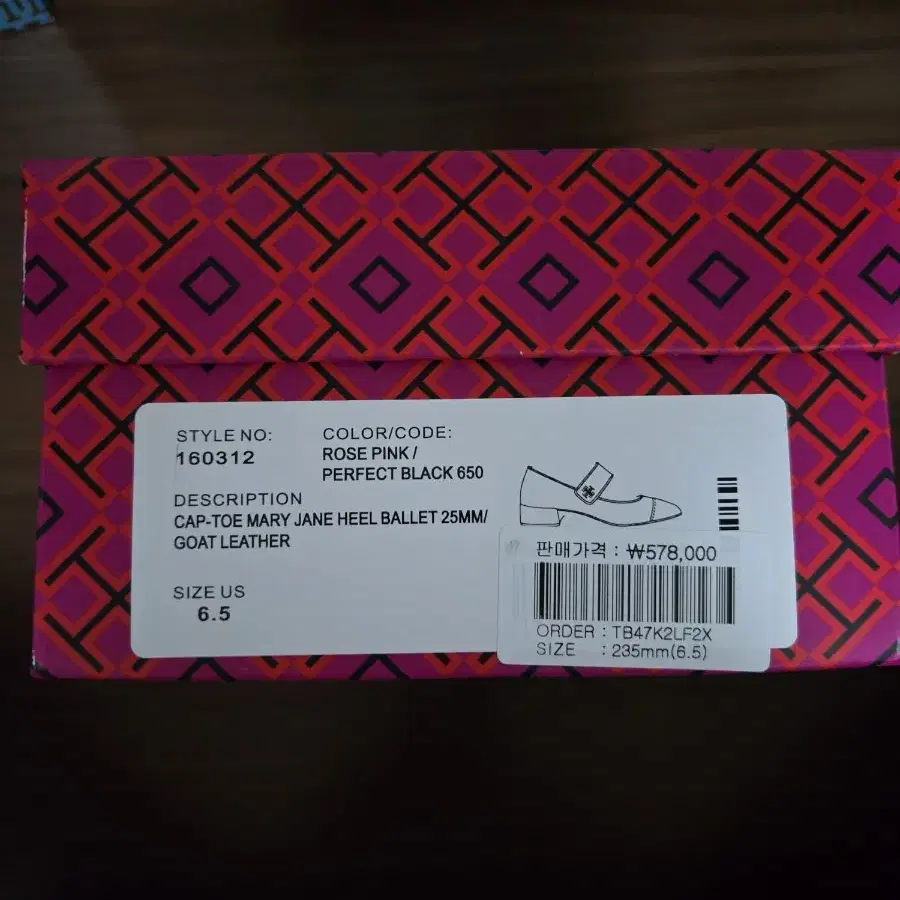 STYLE NO:
160312
COLOR/CODE:
ROSE PINK /
PERFECT BLACK 650
DESCRIPTION
CAP-TOE MARY JANE HEEL BALLET 25MM/
GOAT LEATHER
SIZE US
6.5
판매가격 : ₩578,000
ORDER : TB47K2LF2X
SIZE : 235mm(6.5)